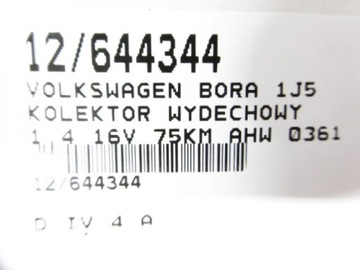 12/644344
VOLKSWAGEN BORA 1J5
KOLEKTOR WYDECHOWY
1.4 16V 75KM AHW 0361
12/644344
D IV 4 A